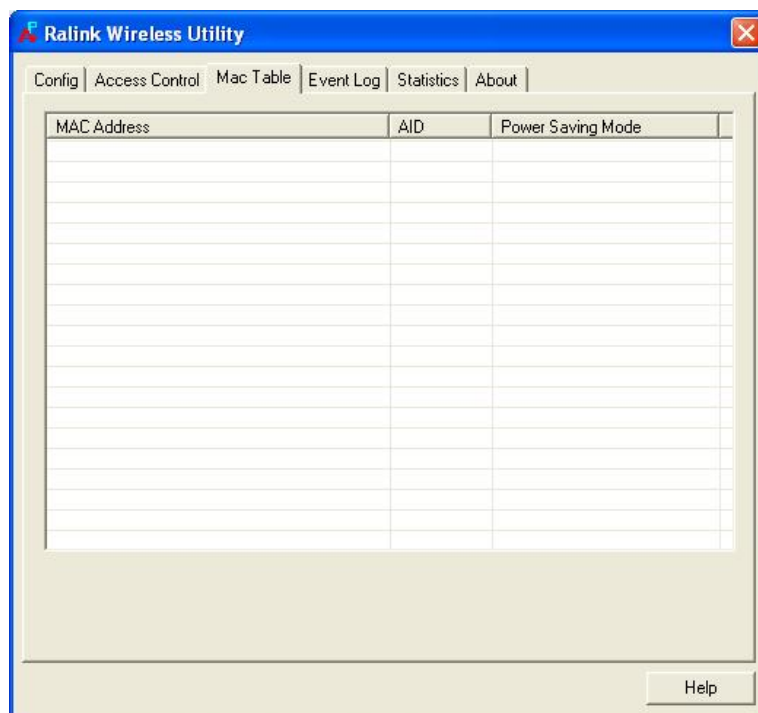 Ralink Wireless Utility
Config Access Control Mac Table Event Log Statistics About
MAC Address AID Power Saving Mode
Help